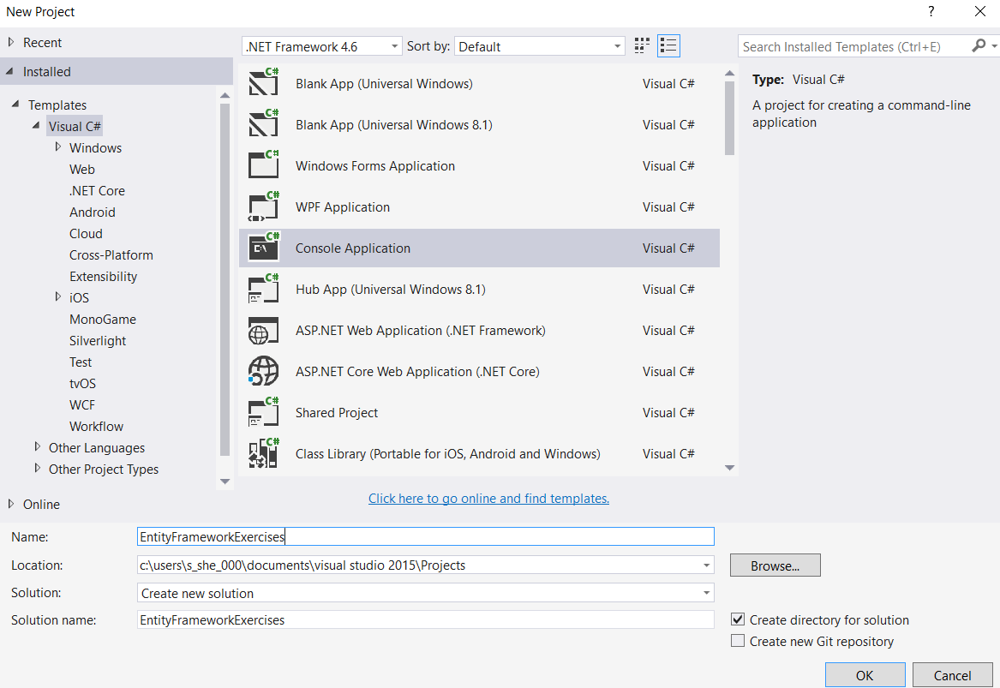 New Project
?
Recent
Installed
Templates
Visual C#
Windows
Web
.NET Core
Android
Cloud
Cross-Platform
Extensibility
iOS
MonoGame
Silverlight
Test
tvOS
WCF
Workflow
Other Languages
Other Project Types
Online
.NET Framework 4.6
Sort by: Default
C# Blank App (Universal Windows) Visual C#
C# Blank App (Universal Windows 8.1) Visual C#
C# Windows Forms Application Visual C#
C# WPF Application Visual C#
C# C:\ Console Application Visual C#
C# Hub App (Universal Windows 8.1) Visual C#
ASP.NET Web Application (.NET Framework) Visual C#
ASP.NET Core Web Application (.NET Core) Visual C#
C# Shared Project Visual C#
C# Class Library (Portable for iOS, Android and Windows) Visual C#
Click here to go online and find templates.
Search Installed Templates (Ctrl+E)
Type: Visual C#
A project for creating a command-line
application
Name: EntityFrameworkExercises
Location: c:\users\s_she_000\documents\visual studio 2015\Projects
Browse...
Solution: Create new solution
Solution name: EntityFrameworkExercises
Create directory for solution
Create new Git repository
OK
Cancel